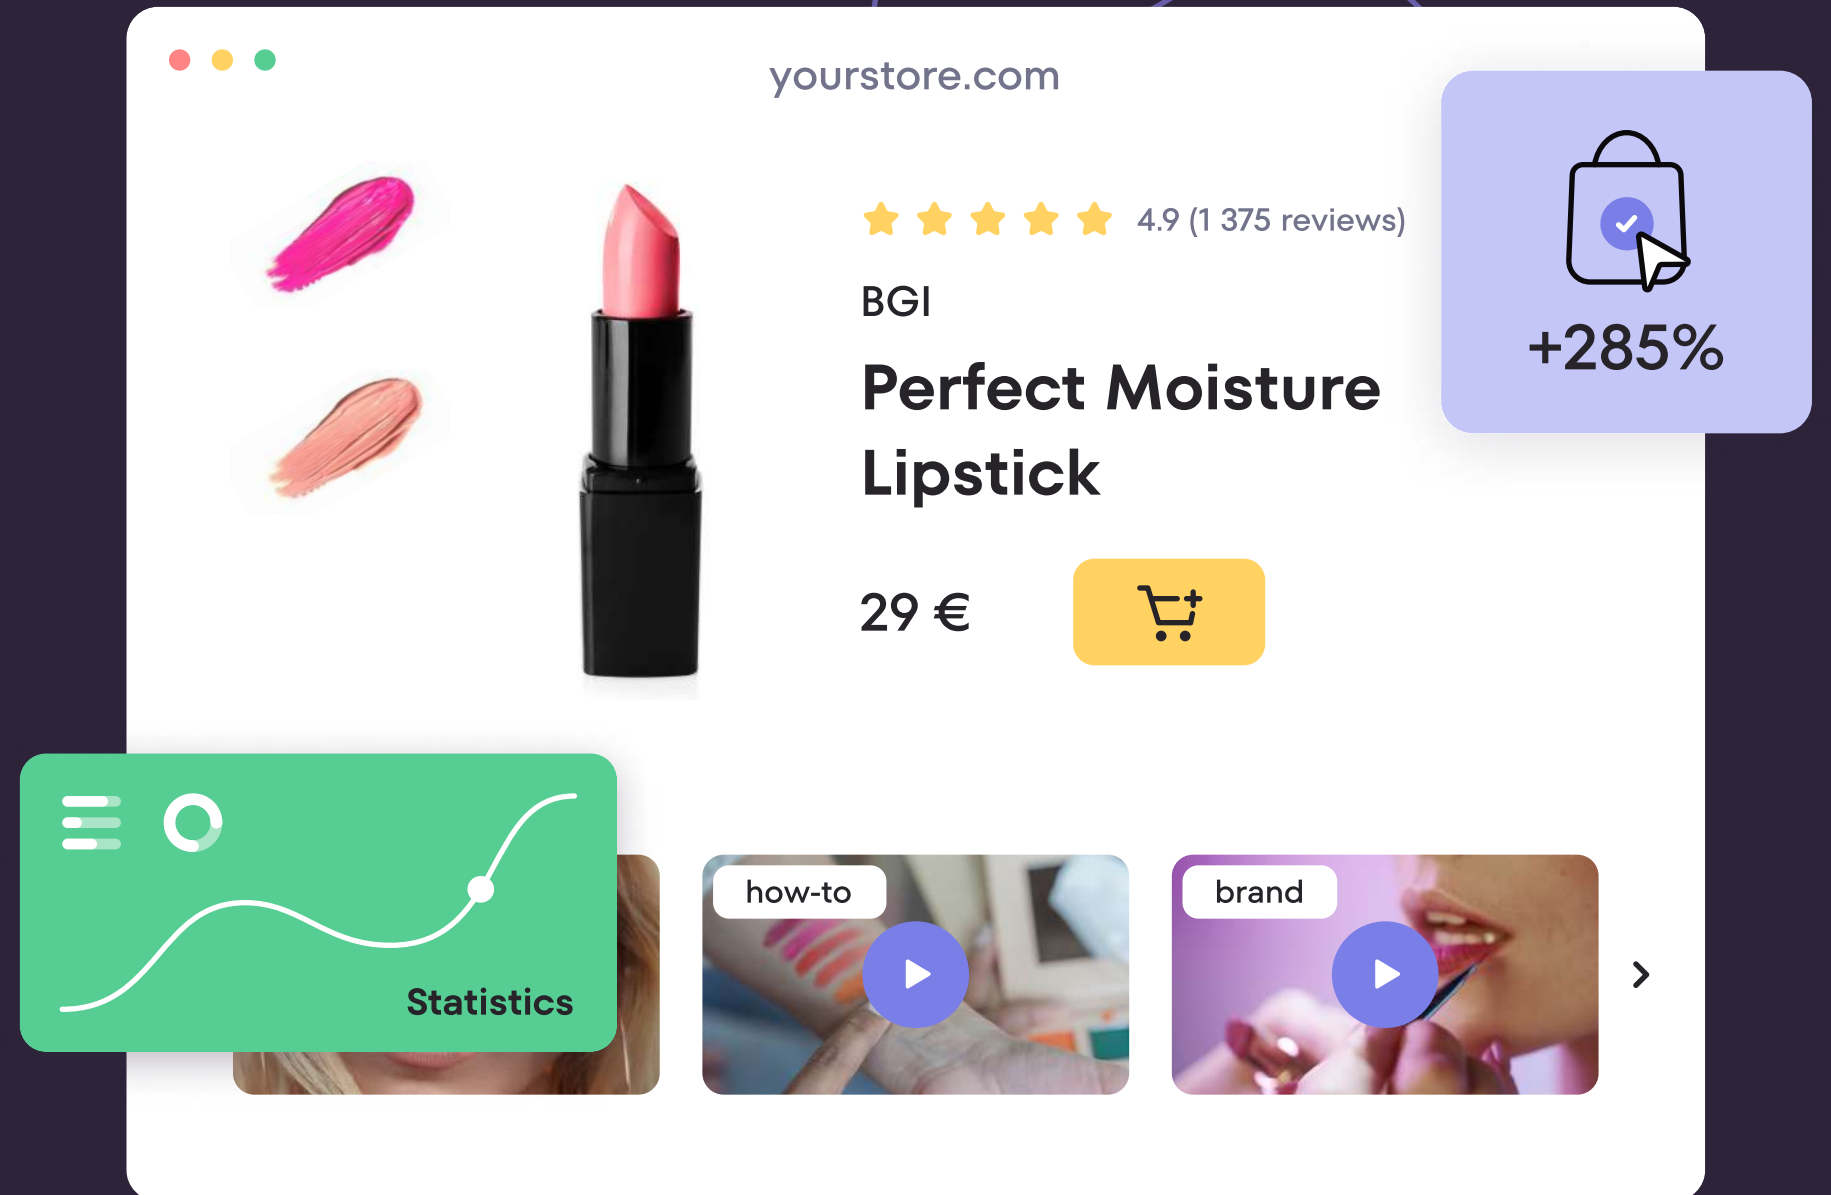 yourstore.com
4.9 (1 375 reviews)
BGI
Perfect Moisture
Lipstick
29 €
+285%
Statistics
how-to
brand